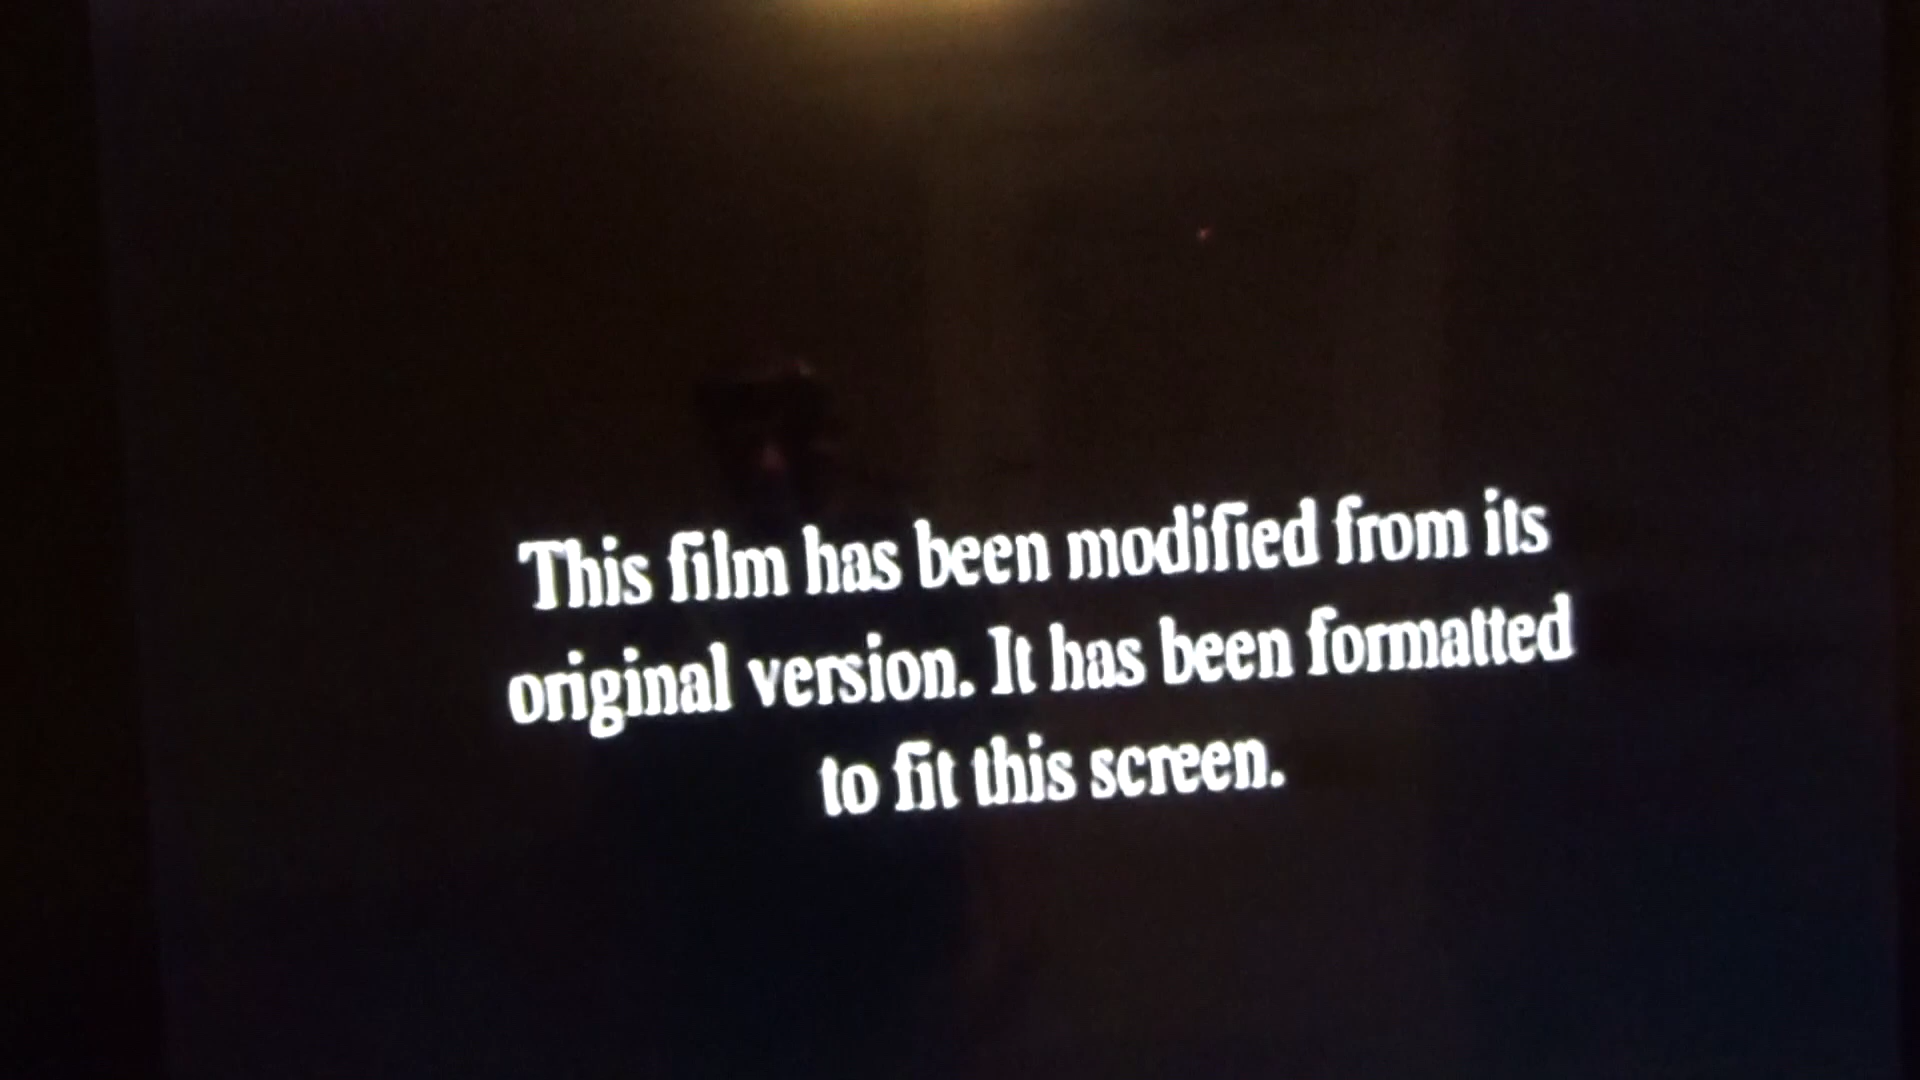 This film has been modified from its
original version. It has been formatted
to fit this screen.